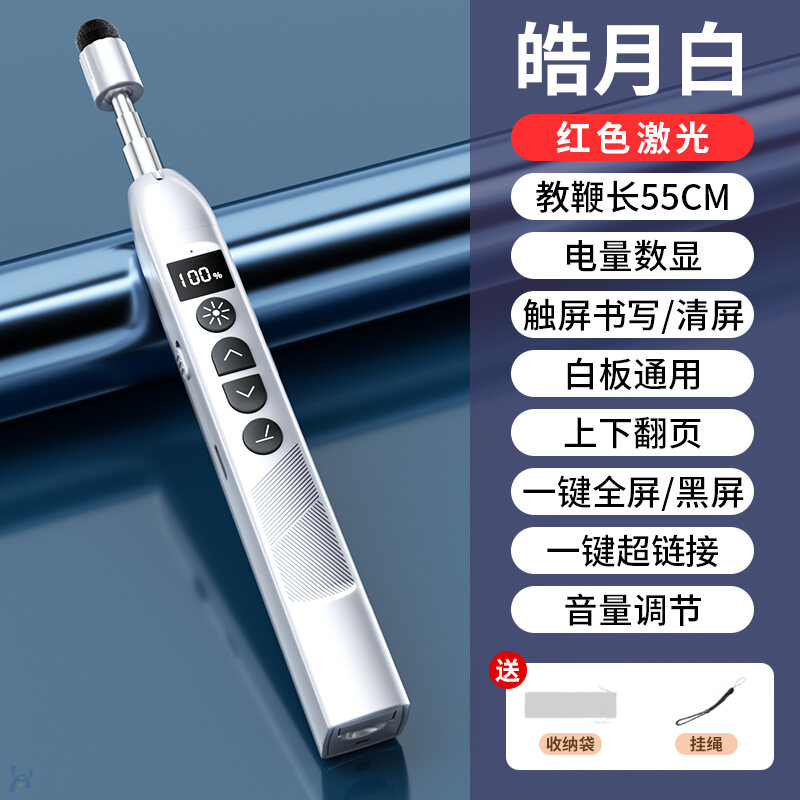 皓月白
红色激光
教鞭长55CM
电量数显
触屏书写/清屏
白板通用
上下翻页
一键全屏/黑屏
一键超链接
音量调节
100%
送
收纳袋
挂绳